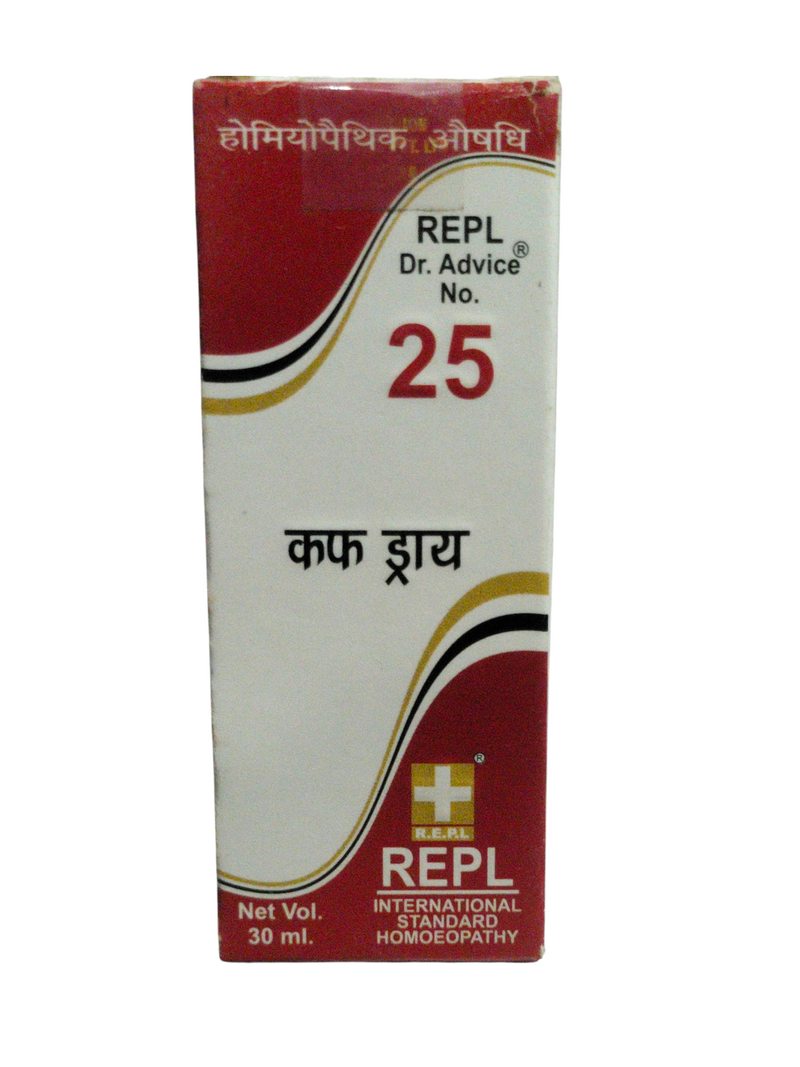 होमियोपैथिक औषधि
REPL
Dr. Advice®
No.
25
कफ ड्राय
®
R.E.P.L
REPL
INTERNATIONAL
STANDARD
HOMOEOPATHY
Net Vol.
30 ml.